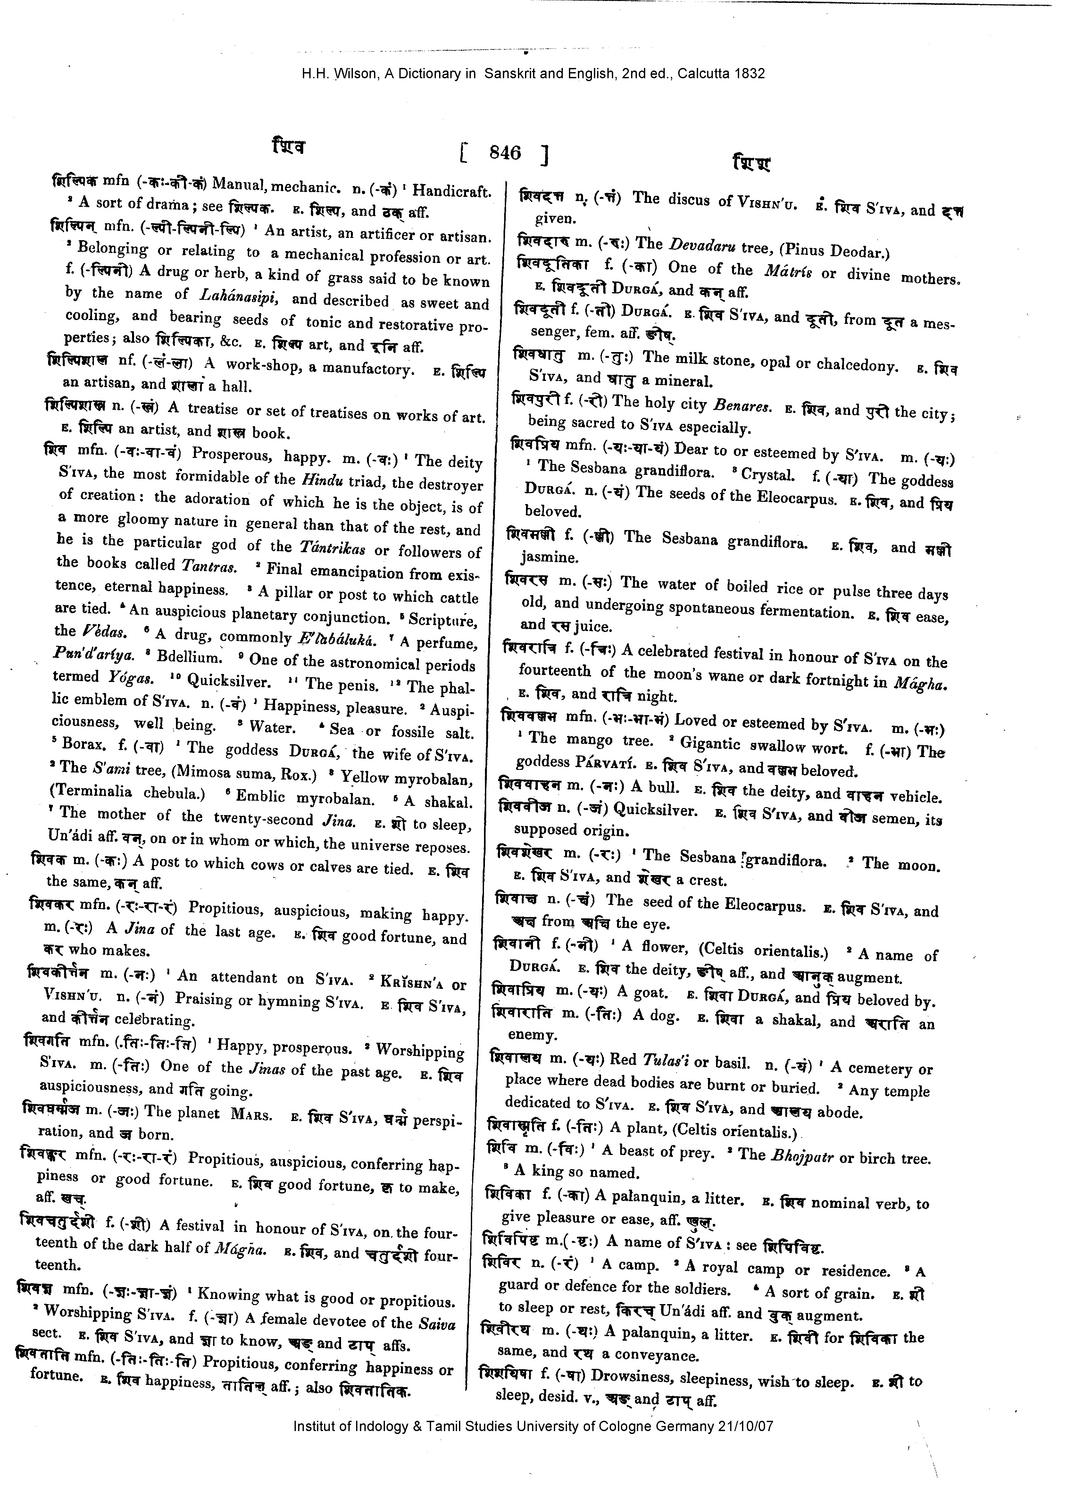 H.H. Wilson, A Dictionary in Sanskrit and English, 2nd ed., Calcutta 1832
शिव
[ 846 ]
शिश
शिल्पिक mfn (-कः-की-कं) Manual, mechanic. n. (-कं) ¹ Handicraft.
² A sort of drama; see शिल्पक. E. शिल्प, and ठक् aff.
शिल्पिन् mfn. (-ल्पी-ल्पिनी-ल्पि) ¹ An artist, an artificer or artisan.
² Belonging or relating to a mechanical profession or art.
f. (-ल्पिनी) A drug or herb, a kind of grass said to be known
by the name of Lahánasipi, and described as sweet and
cooling, and bearing seeds of tonic and restorative pro-
perties; also शिल्पिका, &c. E. शिल्प art, and इनि aff.
शिल्पिशाल nf. (-लं-ला) A work-shop, a manufactory. E. शिल्पि
an artisan, and शाला a hall.
शिल्पिशास्त्र n. (-स्त्रं) A treatise or set of treatises on works of art.
E. शिल्पि an artist, and शास्त्र book.
शिव mfn. (-वः-वा-वं) Prosperous, happy. m. (-वः) ¹ The deity
S'IVA, the most formidable of the Hindu triad, the destroyer
of creation: the adoration of which he is the object, is of
a more gloomy nature in general than that of the rest, and
he is the particular god of the Tántrikas or followers of
the books called Tantras. ² Final emancipation from exis-
tence, eternal happiness. ³ A pillar or post to which cattle
are tied. ⁴ An auspicious planetary conjunction. ⁵ Scripture,
the Védas. ⁶ A drug, commonly E'labáluká. ⁷ A perfume,
Pun'd'aríya. ⁸ Bdellium. ⁹ One of the astronomical periods
termed Yógas. ¹⁰ Quicksilver. ¹¹ The penis. ¹² The phal-
lic emblem of S'IVA. n. (-वं) ¹ Happiness, pleasure. ² Auspi-
ciousness, well being. ³ Water. ⁴ Sea or fossile salt.
⁵ Borax. f. (-वा) ¹ The goddess DURGÁ, the wife of S'IVA.
² The S'ami tree, (Mimosa suma, Rox.) ³ Yellow myrobalan,
(Terminalia chebula.) ⁶ Emblic myrobalan. ⁵ A shakal.
⁷ The mother of the twenty-second Jina. E. शी to sleep,
Un'ádi aff. वन्, on or in whom or which, the universe reposes.
शिवक m. (-कः) A post to which cows or calves are tied. E. शिव
the same, कन् aff.
शिवकर mfn. (-रः-रा-रं) Propitious, auspicious, making happy.
m. (-रः) A Jina of the last age. E. शिव good fortune, and
कर who makes.
शिवकीर्त्तन m. (-नः) ¹ An attendant on S'IVA. ² KRĬSHN'A or
VISHN'U. n. (-नं) Praising or hymning S'IVA. E. शिव S'IVA,
and कीर्त्तन celebrating.
शिवगति mfn. (-तिः-तिः-ति) ¹ Happy, prosperous. ² Worshipping
S'IVA. m. (-तिः) One of the Jinas of the past age. E. शिव
auspiciousness, and गति going.
शिवघर्म्मज m. (-जः) The planet MARS. E. शिव S'IVA, घर्म्म perspi-
ration, and ज born.
शिवङ्कर mfn. (-रः-रा-रं) Propitious, auspicious, conferring hap-
piness or good fortune. E. शिव good fortune, कृ to make,
aff. खच्.
शिवचतुर्दशी f. (-शी) A festival in honour of S'IVA, on the four-
teenth of the dark half of Mágha. E. शिव, and चतुर्दशी four-
teenth.
शिवज्ञ mfn. (-ज्ञः-ज्ञा-ज्ञं) ¹ Knowing what is good or propitious.
² Worshipping S'IVA. f. (-ज्ञा) A female devotee of the Saiva
sect. E. शिव S'IVA, and ज्ञा to know, अङ् and टाप् affs.
शिवताति mfn. (-तिः-तिः-ति) Propitious, conferring happiness or
fortune. E. शिव happiness, तातिल् aff.; also शिवतातिक.
शिवदत्त n. (-त्तं) The discus of VISHN'U. E. शिव S'IVA, and दत्त
given.
शिवदारु m. (-रुः) The Devadaru tree, (Pinus Deodar.)
शिवदूतिका f. (-का) One of the Mátris or divine mothers.
E. शिवदूती DURGÁ, and कन् aff.
शिवदूती f. (-ती) DURGÁ. E. शिव S'IVA, and दूती, from दूत a mes-
senger, fem. aff. ङीष्.
शिवधातु m. (-तुः) The milk stone, opal or chalcedony. E. शिव
S'IVA, and धातु a mineral.
शिवपुरी f. (-री) The holy city Benares. E. शिव, and पुरी the city;
being sacred to S'IVA especially.
शिवप्रिय mfn. (-यः-या-यं) Dear to or esteemed by S'IVA. m. (-यः)
¹ The Sesbana grandiflora. ² Crystal. f. (-या) The goddess
DURGÁ. n. (-यं) The seeds of the Eleocarpus. E. शिव, and प्रिय
beloved.
शिवमल्ली f. (-ल्ली) The Sesbana grandiflora. E. शिव, and मल्ली
jasmine.
शिवरस m. (-सः) The water of boiled rice or pulse three days
old, and undergoing spontaneous fermentation. E. शिव ease,
and रस juice.
शिवरात्रि f. (-त्रिः) A celebrated festival in honour of S'IVA on the
fourteenth of the moon's wane or dark fortnight in Mágha.
E. शिव, and रात्रि night.
शिववल्लभ mfn. (-भः-भा-भं) Loved or esteemed by S'IVA. m. (-भः)
¹ The mango tree. ² Gigantic swallow wort. f. (-भा) The
goddess PÁRVATÍ. E. शिव S'IVA, and वल्लभ beloved.
शिववाहन m. (-नः) A bull. E. शिव the deity, and वाहन vehicle.
शिववीज n. (-जं) Quicksilver. E. शिव S'IVA, and वीज semen, its
supposed origin.
शिवशेखर m. (-रः) ¹ The Sesbana grandiflora. ² The moon.
E. शिव S'IVA, and शेखर a crest.
शिवाक्ष n. (-क्षं) The seed of the Eleocarpus. E. शिव S'IVA, and
अक्ष from अक्षि the eye.
शिवानी f. (-नी) ¹ A flower, (Celtis orientalis.) ² A name of
DURGÁ. E. शिव the deity, ङीष् aff., and आनुक् augment.
शिवाप्रिय m. (-यः) A goat. E. शिवा DURGÁ, and प्रिय beloved by.
शिवाराति m. (-तिः) A dog. E. शिवा a shakal, and अराति an
enemy.
शिवालय m. (-यः) Red Tulas'i or basil. n. (-यं) ¹ A cemetery or
place where dead bodies are burnt or buried. ² Any temple
dedicated to S'IVA. E. शिव S'IVA, and आलय abode.
शिवास्मृति f. (-तिः) A plant, (Celtis orientalis.)
शिवि m. (-विः) ¹ A beast of prey. ² The Bhojpatr or birch tree.
³ A king so named.
शिविका f. (-का) A palanquin, a litter. E. शिव nominal verb, to
give pleasure or ease, aff. ण्वुल्.
शिविपिष्ट m.(-ष्टः) A name of S'IVA: see शिपिविष्ट.
शिविर n. (-रं) ¹ A camp. ² A royal camp or residence. ³ A
guard or defence for the soldiers. ⁴ A sort of grain. E. शी
to sleep or rest, किरच् Un'ádi aff. and वुक् augment.
शिवीरथ m. (-थः) A palanquin, a litter. E. शिवी for शिविका the
same, and रथ a conveyance.
शिशयिषा f. (-षा) Drowsiness, sleepiness, wish to sleep. E. शी to
sleep, desid. v., अङ् and टाप् aff.
Institut of Indology & Tamil Studies University of Cologne Germany 21/10/07